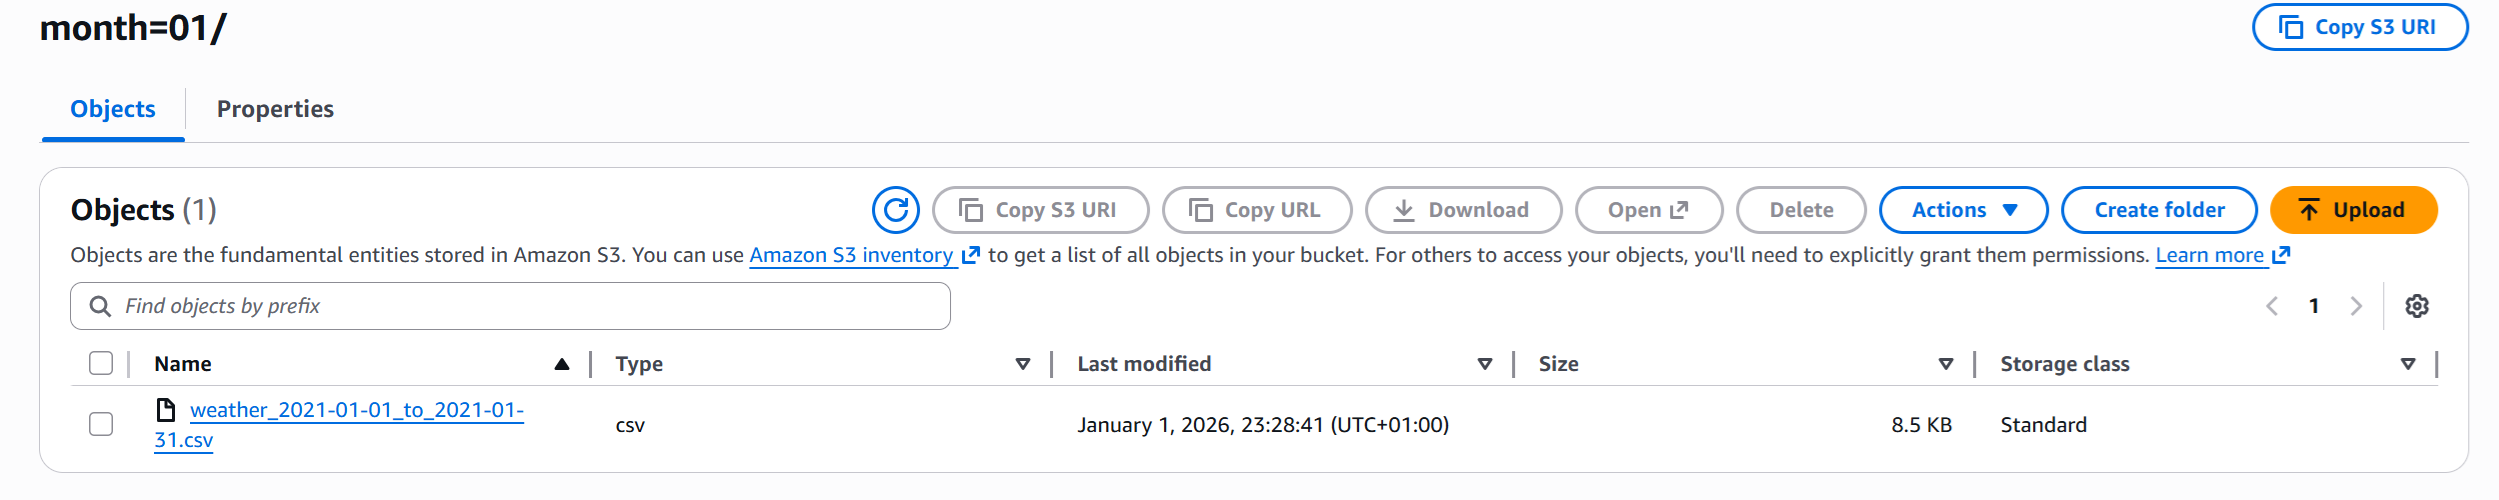 month=01/
Copy S3 URI
Objects
Properties
Objects (1)
Copy S3 URI
Copy URL
Download
Open
Delete
Actions
Create folder
Upload
Objects are the fundamental entities stored in Amazon S3. You can use Amazon S3 inventory to get a list of all objects in your bucket. For others to access your objects, you'll need to explicitly grant them permissions. Learn more
Find objects by prefix
1
Name
Type
Last modified
Size
Storage class
weather_2021-01-01_to_2021-01-
31.csv
csv
January 1, 2026, 23:28:41 (UTC+01:00)
8.5 KB
Standard